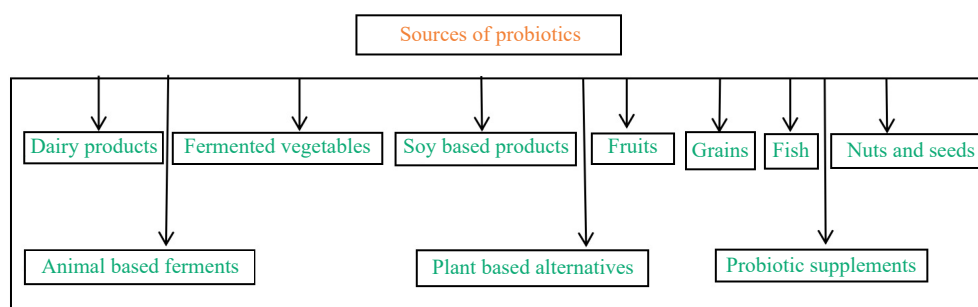 Sources of probiotics
Dairy products
Fermented vegetables
Soy based products
Fruits
Grains
Fish
Nuts and seeds
Animal based ferments
Plant based alternatives
Probiotic supplements